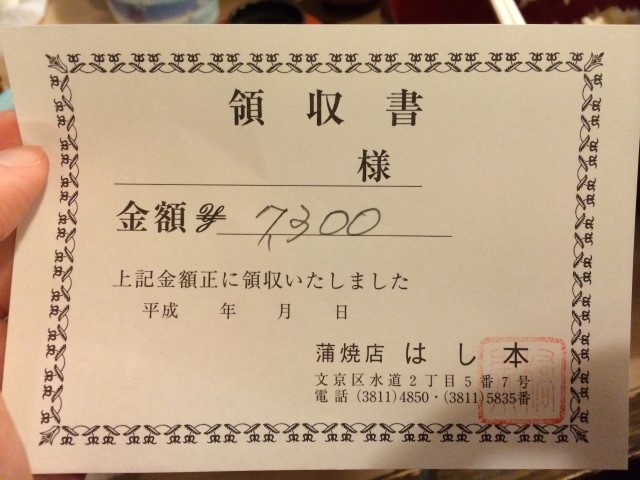 領収書
様
金額 ¥ 7,300
上記金額正に領収いたしました
平成 年 月 日
蒲焼店 はし本
文京区水道2丁目5番7号
電話 (3811)4850・(3811)5835番